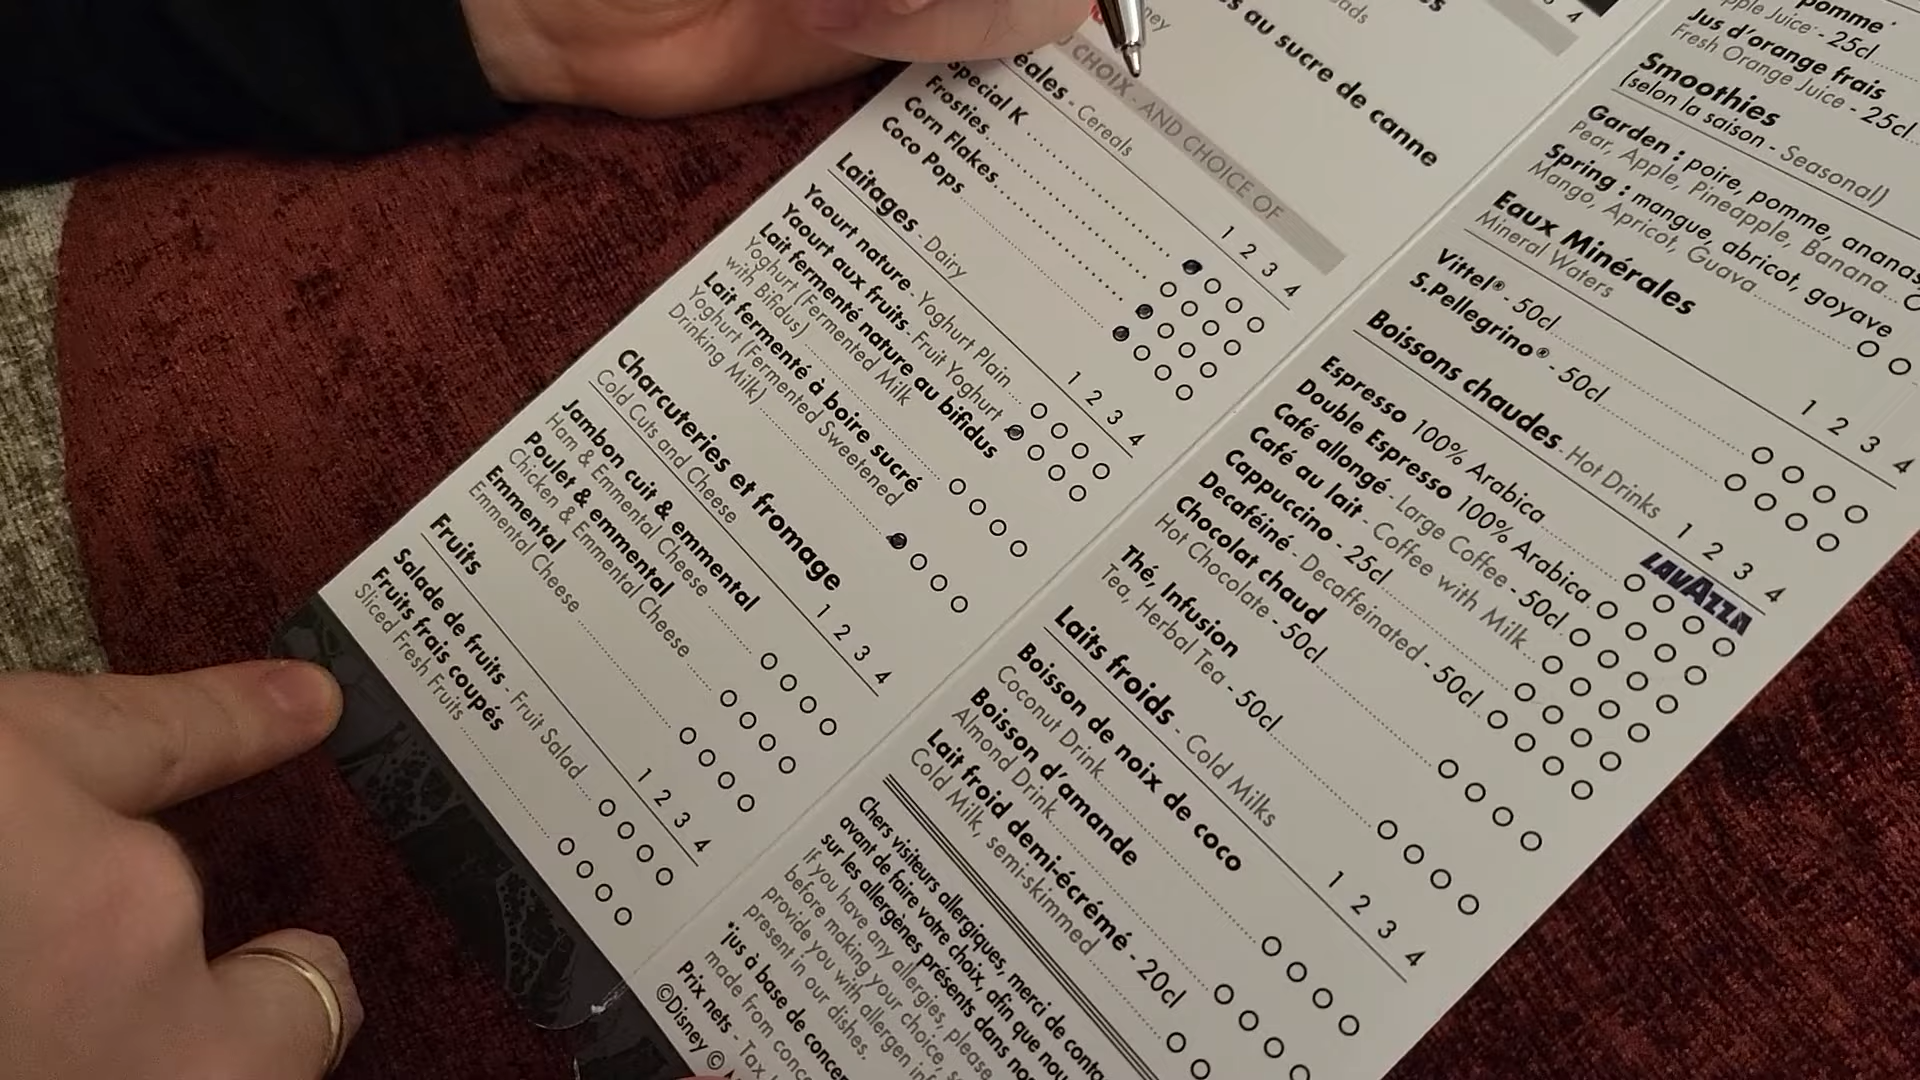 au sucre de canne
CHOIX - AND CHOICE OF
éales - Cereals 1 2 3 4
Special K
Frosties
Corn Flakes
Coco Pops
Laitages - Dairy 1 2 3 4
Yaourt nature - Yoghurt Plain
Yaourt aux fruits - Fruit Yoghurt
Lait fermenté nature au bifidus
Yoghurt (Fermented Milk
with Bifidus)
Lait fermenté à boire sucré
Yoghurt (Fermented Sweetened
Drinking Milk)
Charcuteries et fromage
Cold Cuts and Cheese 1 2 3 4
Jambon cuit & emmental
Ham & Emmental Cheese
Poulet & emmental
Chicken & Emmental Cheese
Emmental
Emmental Cheese
Fruits 1 2 3 4
Salade de fruits - Fruit Salad
Fruits frais coupés
Sliced Fresh Fruits
pomme*
pple Juice - 25cl
Jus d'orange frais
Fresh Orange Juice - 25cl
Smoothies
(selon la saison - Seasonal)
Garden : poire, pomme, ananas,
Pear, Apple, Pineapple, Banana
Spring : mangue, abricot, goyave
Mango, Apricot, Guava
Eaux Minérales
Mineral Waters 1 2 3 4
Vittel® - 50cl
S.Pellegrino® - 50cl
Boissons chaudes - Hot Drinks 1 2 3 4
LAVAZZA
Espresso 100% Arabica
Double Espresso 100% Arabica
Café allongé - Large Coffee - 50cl
Café au lait - Coffee with Milk
Cappuccino - 25cl
Decaféiné - Decaffeinated - 50cl
Chocolat chaud
Hot Chocolate - 50cl
Thé, Infusion
Tea, Herbal Tea - 50cl
Laits froids - Cold Milks 1 2 3 4
Boisson de noix de coco
Coconut Drink
Boisson d'amande
Almond Drink
Lait froid demi-écrémé - 20cl
Cold Milk, semi-skimmed
Chers visiteurs allergiques, merci de conta
avant de faire votre choix, afin que nou
sur les allergènes présents dans no
If you have any allergies, please
before making your choice, s
provide you with allergen inf
present in our dishes.
*jus à base de concen
made from conc
Prix nets - Tax
©Disney ©